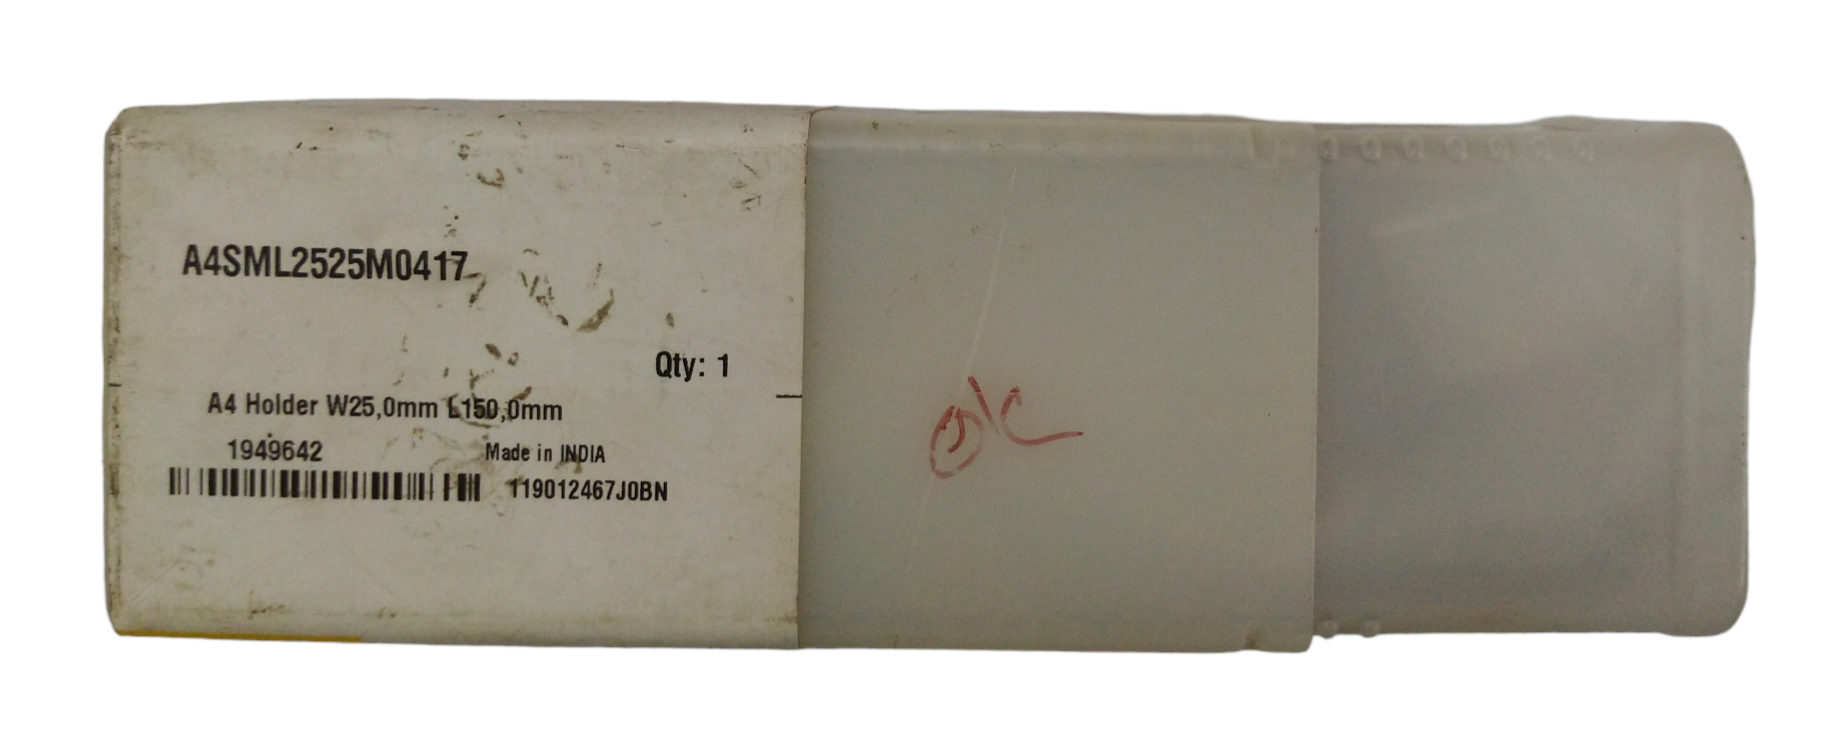 A4SML2525M0417
Qty: 1
A4 Holder W25,0mm L150,0mm
1949642 Made in INDIA
119012467J0BN